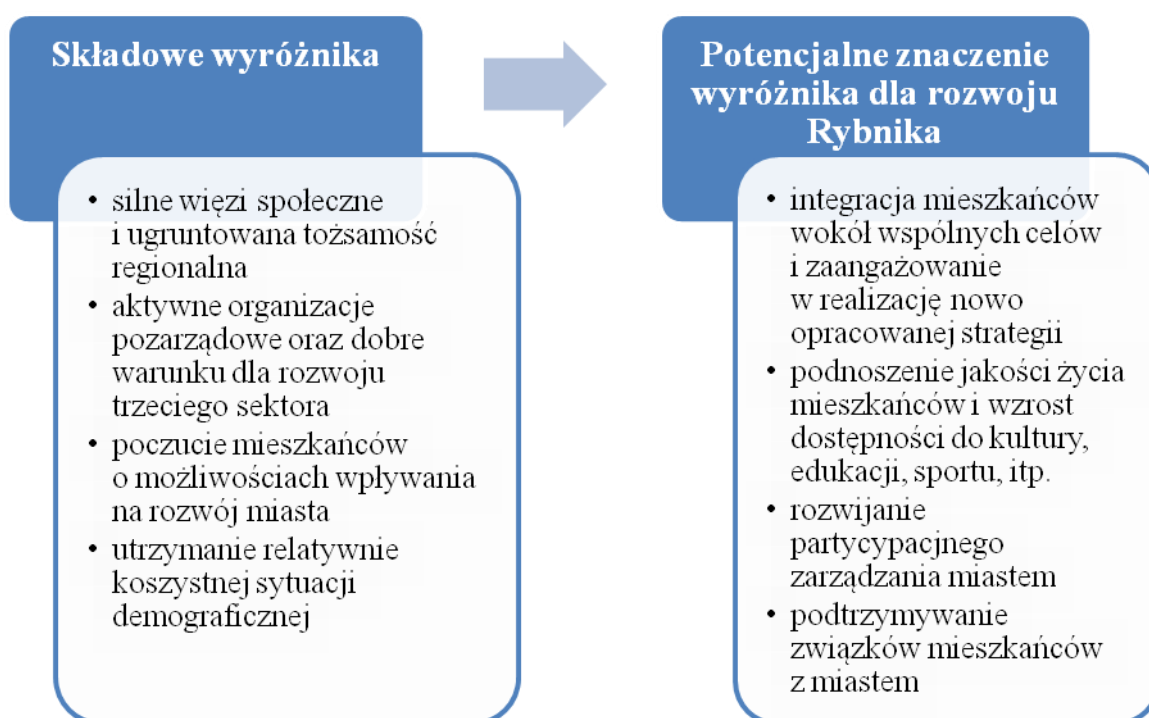 Składowe wyróżnika
• silne więzi społeczne
i ugruntowana tożsamość
regionalna
• aktywne organizacje
pozarządowe oraz dobre
warunku dla rozwoju
trzeciego sektora
• poczucie mieszkańców
o możliwościach wpływania
na rozwój miasta
• utrzymanie relatywnie
koszystnej sytuacji
demograficznej
Potencjalne znaczenie
wyróżnika dla rozwoju
Rybnika
• integracja mieszkańców
wokół wspólnych celów
i zaangażowanie
w realizację nowo
opracowanej strategii
• podnoszenie jakości życia
mieszkańców i wzrost
dostępności do kultury,
edukacji, sportu, itp.
• rozwijanie
partycypacjnego
zarządzania miastem
• podtrzymywanie
związków mieszkańców
z miastem